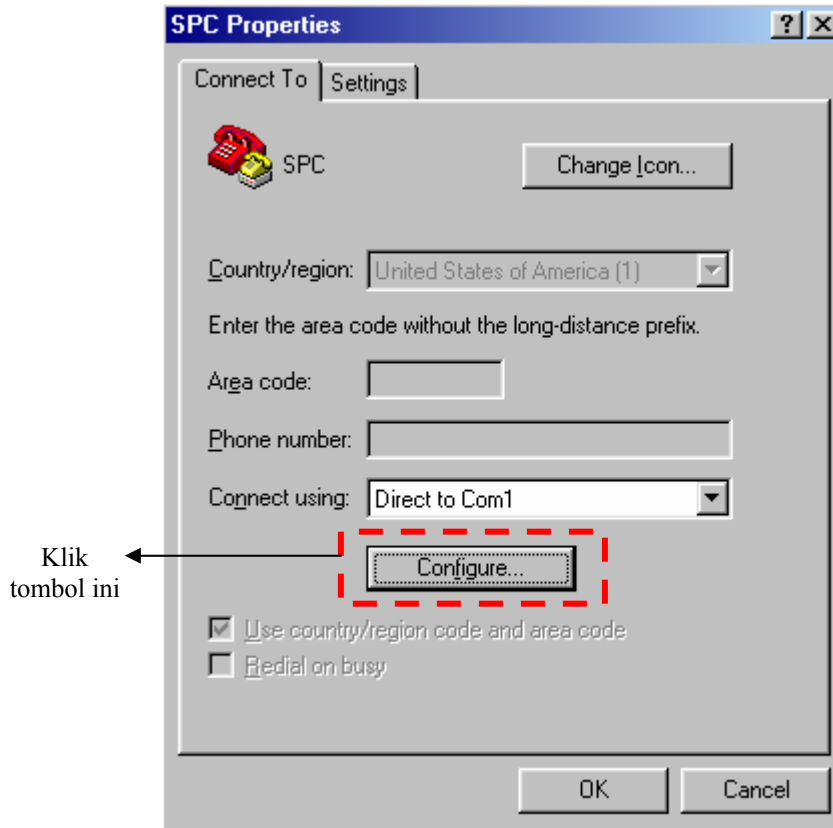 SPC Properties
Connect To Settings
SPC
Change Icon...
Country/region: United States of America (1)
Enter the area code without the long-distance prefix.
Area code:
Phone number:
Connect using: Direct to Com1
Klik
tombol ini
Configure...
Use country/region code and area code
Redial on busy
OK Cancel